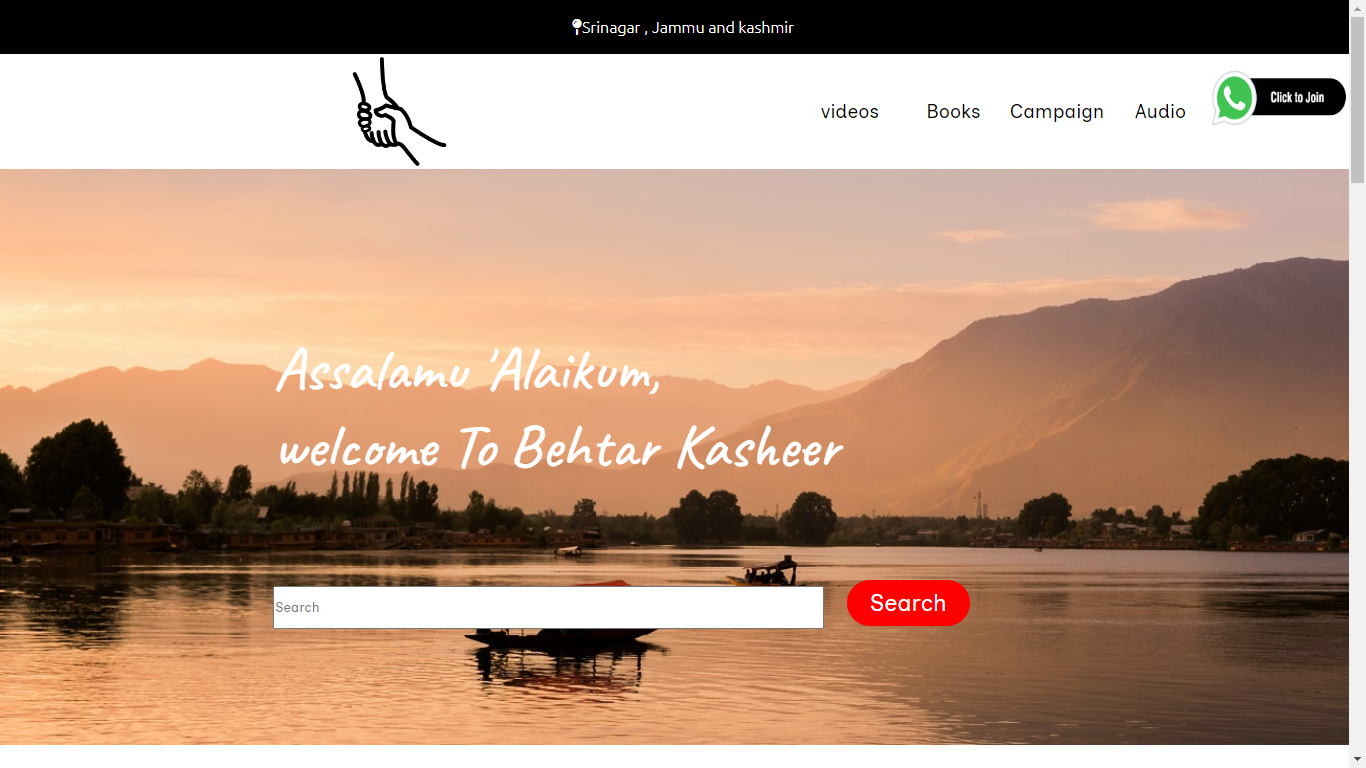 Srinagar , Jammu and kashmir
videos Books Campaign Audio
Click to Join
Assalamu 'Alaikum,
welcome To Behtar Kasheer
Search
Search